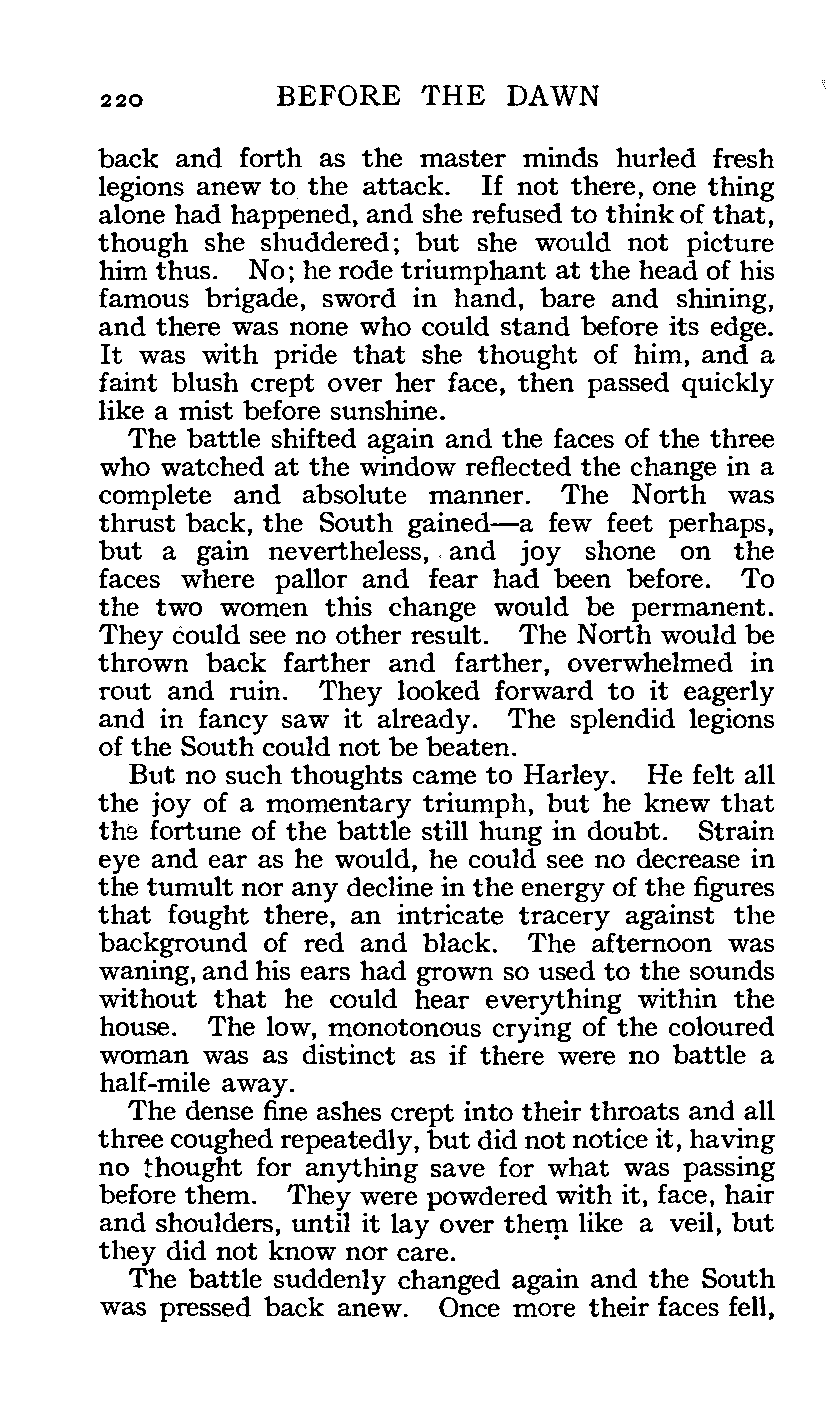 220 BEFORE THE DAWN
back and forth as the master minds hurled fresh
legions anew to the attack. If not there, one thing
alone had happened, and she refused to think of that,
though she shuddered; but she would not picture
him thus. No; he rode triumphant at the head of his
famous brigade, sword in hand, bare and shining,
and there was none who could stand before its edge.
It was with pride that she thought of him, and a
faint blush crept over her face, then passed quickly
like a mist before sunshine.
The battle shifted again and the faces of the three
who watched at the window reflected the change in a
complete and absolute manner. The North was
thrust back, the South gained—a few feet perhaps,
but a gain nevertheless, and joy shone on the
faces where pallor and fear had been before. To
the two women this change would be permanent.
They could see no other result. The North would be
thrown back farther and farther, overwhelmed in
rout and ruin. They looked forward to it eagerly
and in fancy saw it already. The splendid legions
of the South could not be beaten.
But no such thoughts came to Harley. He felt all
the joy of a momentary triumph, but he knew that
the fortune of the battle still hung in doubt. Strain
eye and ear as he would, he could see no decrease in
the tumult nor any decline in the energy of the figures
that fought there, an intricate tracery against the
background of red and black. The afternoon was
waning, and his ears had grown so used to the sounds
without that he could hear everything within the
house. The low, monotonous crying of the coloured
woman was as distinct as if there were no battle a
half-mile away.
The dense fine ashes crept into their throats and all
three coughed repeatedly, but did not notice it, having
no thought for anything save for what was passing
before them. They were powdered with it, face, hair
and shoulders, until it lay over them like a veil, but
they did not know nor care.
The battle suddenly changed again and the South
was pressed back anew. Once more their faces fell,